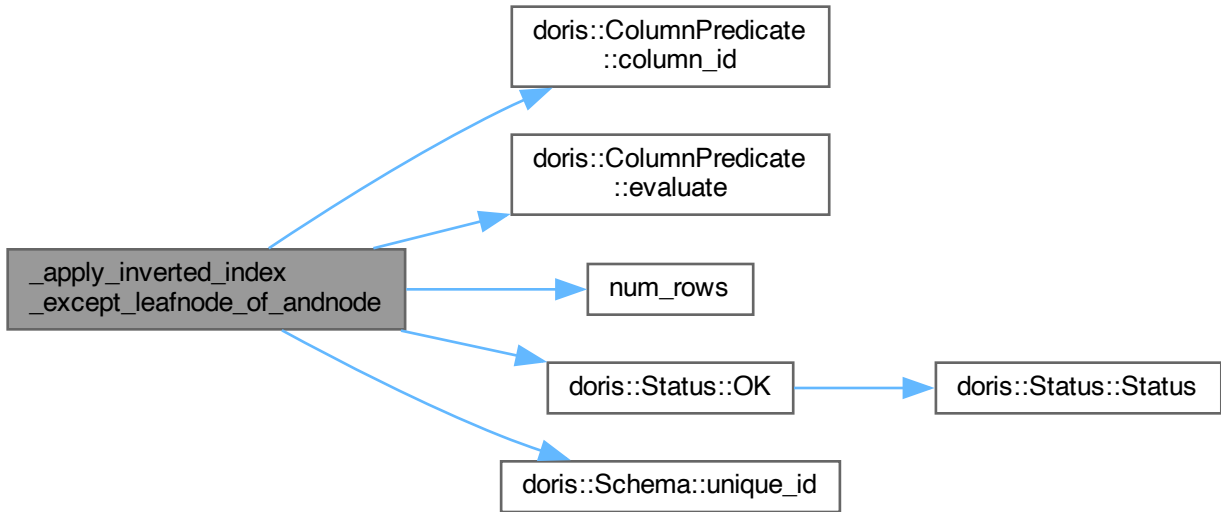 doris::ColumnPredicate
::column_id
doris::ColumnPredicate
::evaluate
_apply_inverted_index
_except_leafnode_of_andnode
num_rows
doris::Status::OK
doris::Status::Status
doris::Schema::unique_id